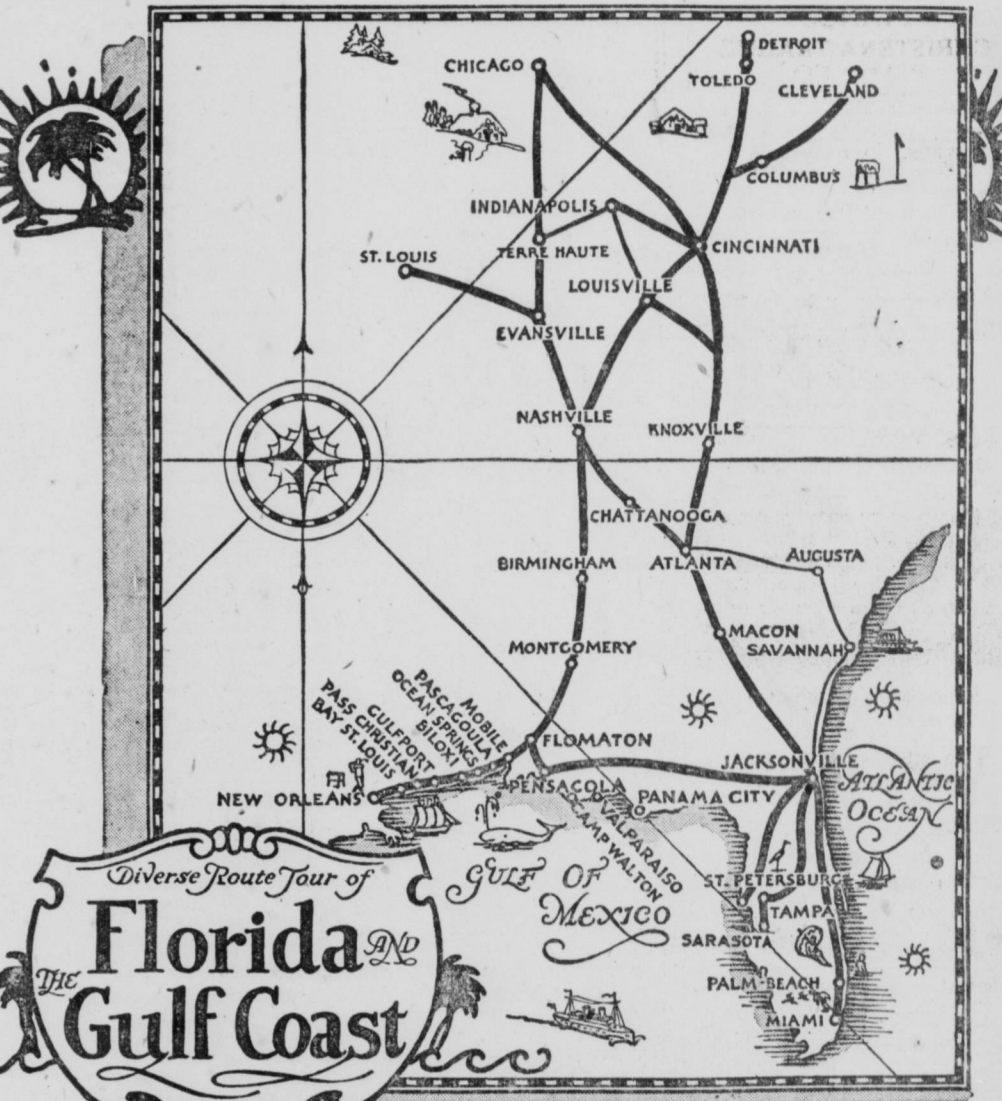 DETROIT
CHICAGO
TOLEDO
CLEVELAND
COLUMBUS
INDIANAPOLIS
CINCINNATI
TERRE HAUTE
ST. LOUIS
LOUISVILLE
EVANSVILLE
NASHVILLE
KNOXVILLE
CHATTANOOGA
BIRMINGHAM
ATLANTA
AUGUSTA
MACON
MONTGOMERY
SAVANNAH
MOBILE
PASCAGOULA
OCEAN SPRINGS
BILOXI
GULFPORT
PASS CHRISTIAN
BAY ST. LOUIS
FLOMATON
JACKSONVILLE
NEW ORLEANS
PENSACOLA
PANAMA CITY
VALPARAISO
CAMP WALTON
ATLANTIC
OCEAN
GULF OF
MEXICO
ST. PETERSBURG
TAMPA
SARASOTA
PALM BEACH
MIAMI
Diverse Route Tour of
Florida AND
THE
Gulf Coast